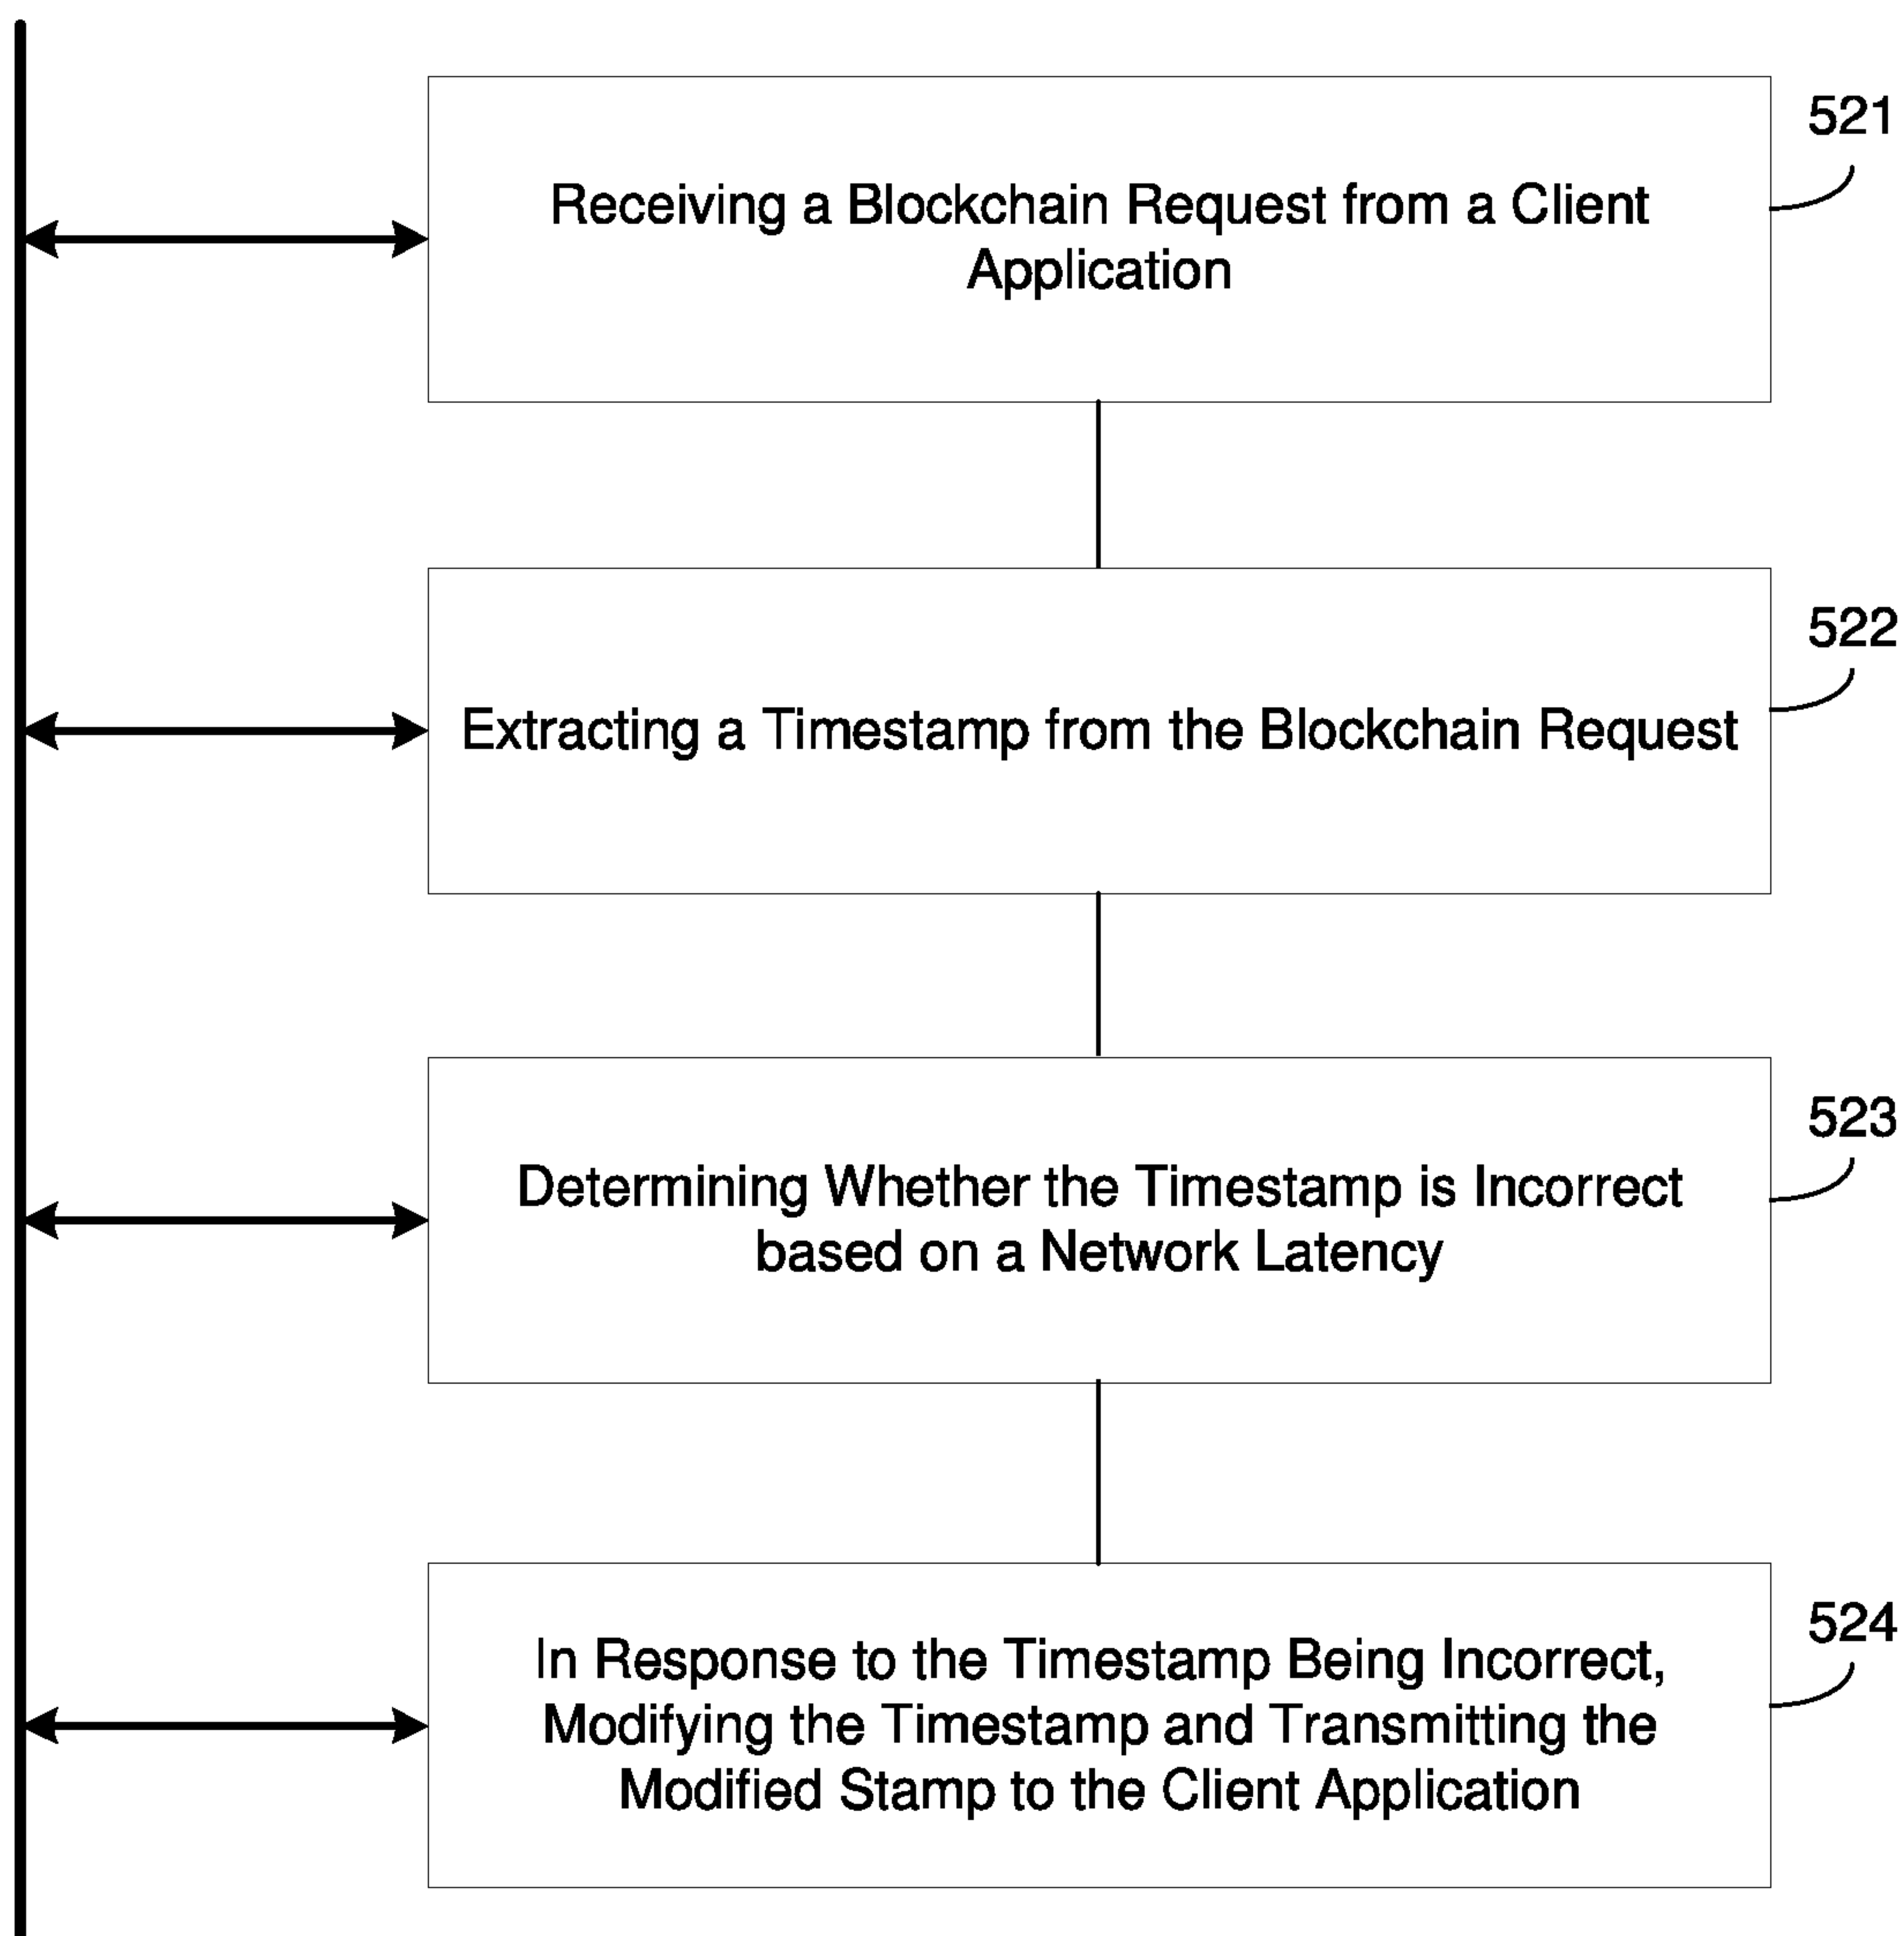 521
Receiving a Blockchain Request from a Client
Application
522
Extracting a Timestamp from the Blockchain Request
523
Determining Whether the Timestamp is Incorrect
based on a Network Latency
524
In Response to the Timestamp Being Incorrect,
Modifying the Timestamp and Transmitting the
Modified Stamp to the Client Application